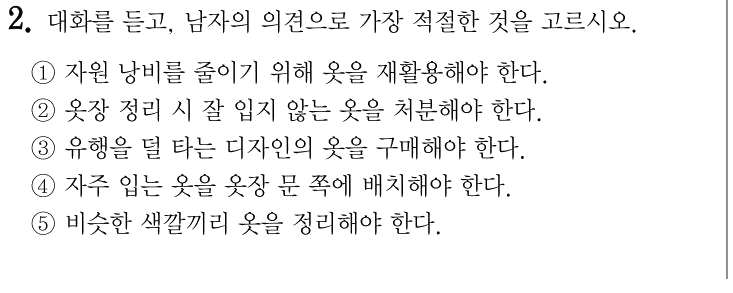 2. 대화를 듣고, 남자의 의견으로 가장 적절한 것을 고르시오.
① 자원 낭비를 줄이기 위해 옷을 재활용해야 한다.
② 옷장 정리 시 잘 입지 않는 옷을 처분해야 한다.
③ 유행을 덜 타는 디자인의 옷을 구매해야 한다.
④ 자주 입는 옷을 옷장 문 쪽에 배치해야 한다.
⑤ 비슷한 색깔끼리 옷을 정리해야 한다.